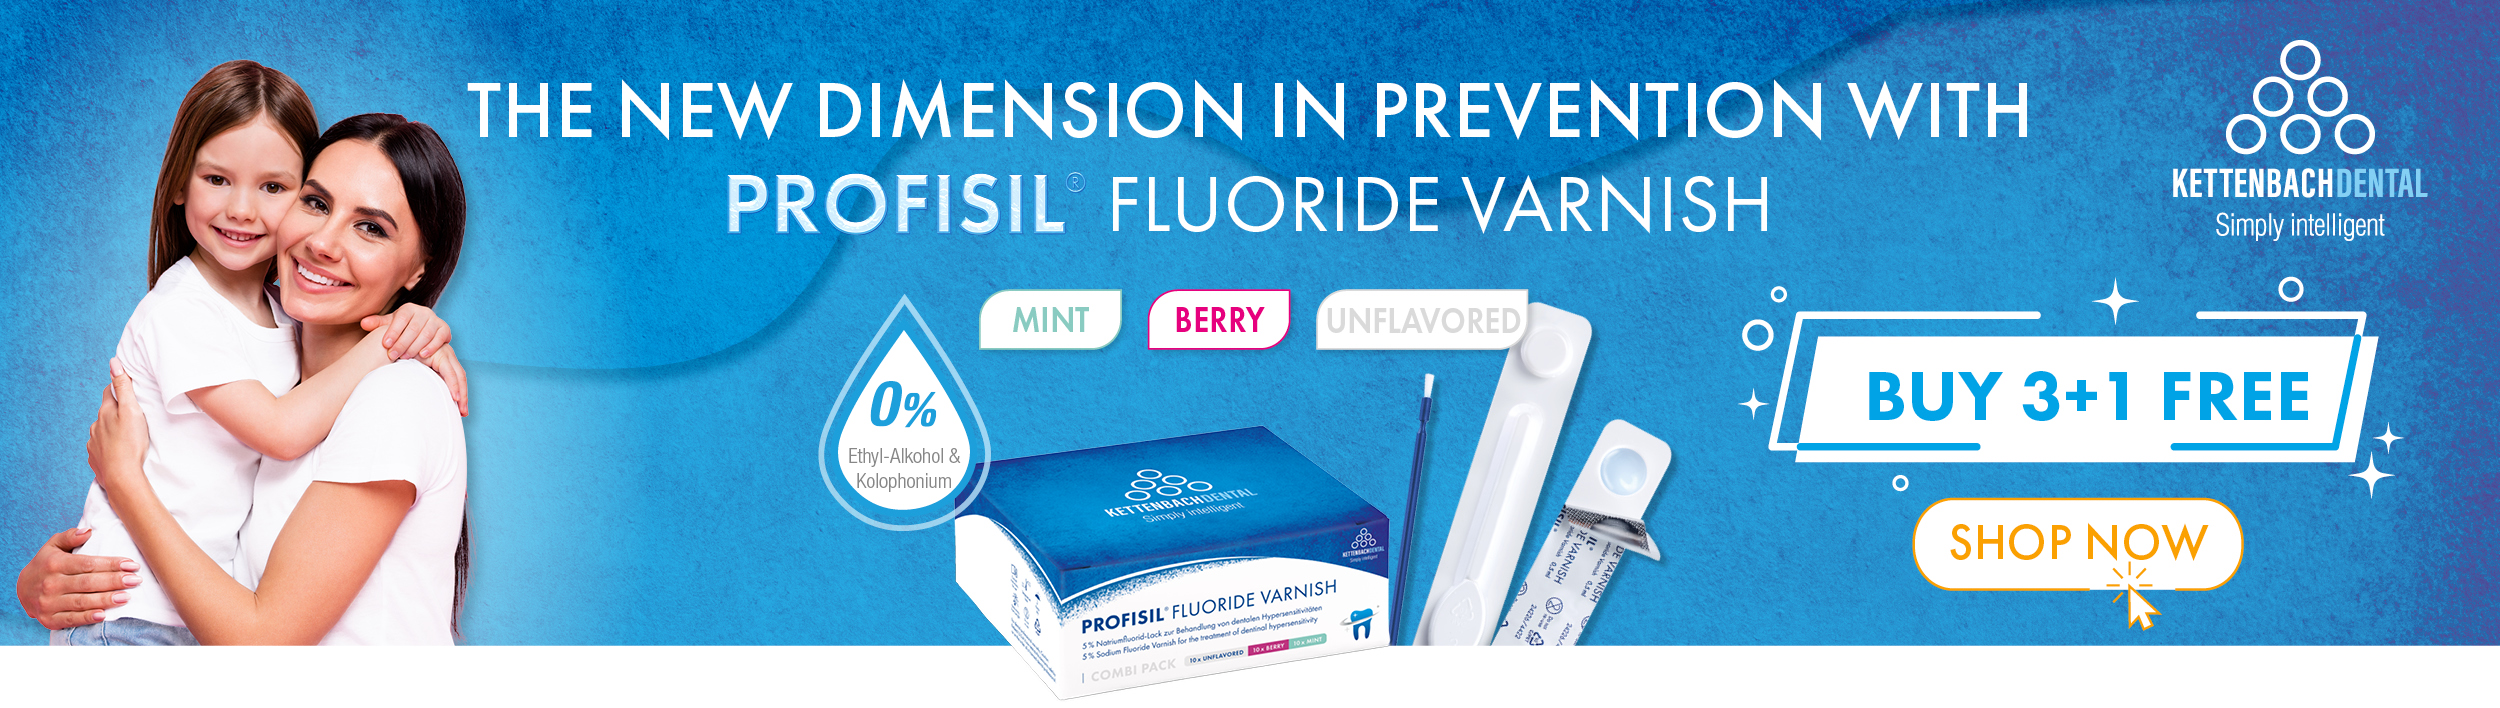 THE NEW DIMENSION IN PREVENTION WITH
PROFISIL® FLUORIDE VARNISH
KETTENBACHDENTAL
Simply intelligent
MINT
BERRY
UNFLAVORED
0%
Ethyl-Alkohol &
Kolophonium
BUY 3+1 FREE
SHOP NOW
KETTENBACHDENTAL
Simply intelligent
KETTENBACHDENTAL
Simply intelligent
PROFISIL® FLUORIDE VARNISH
5% Natriumfluorid-Lack zur Behandlung von dentalen Hypersensitivitäten
5% Sodium Fluoride Varnish for the treatment of dentinal hypersensitivity
COMBI PACK
10 x UNFLAVORED
10 x BERRY
10 x MINT